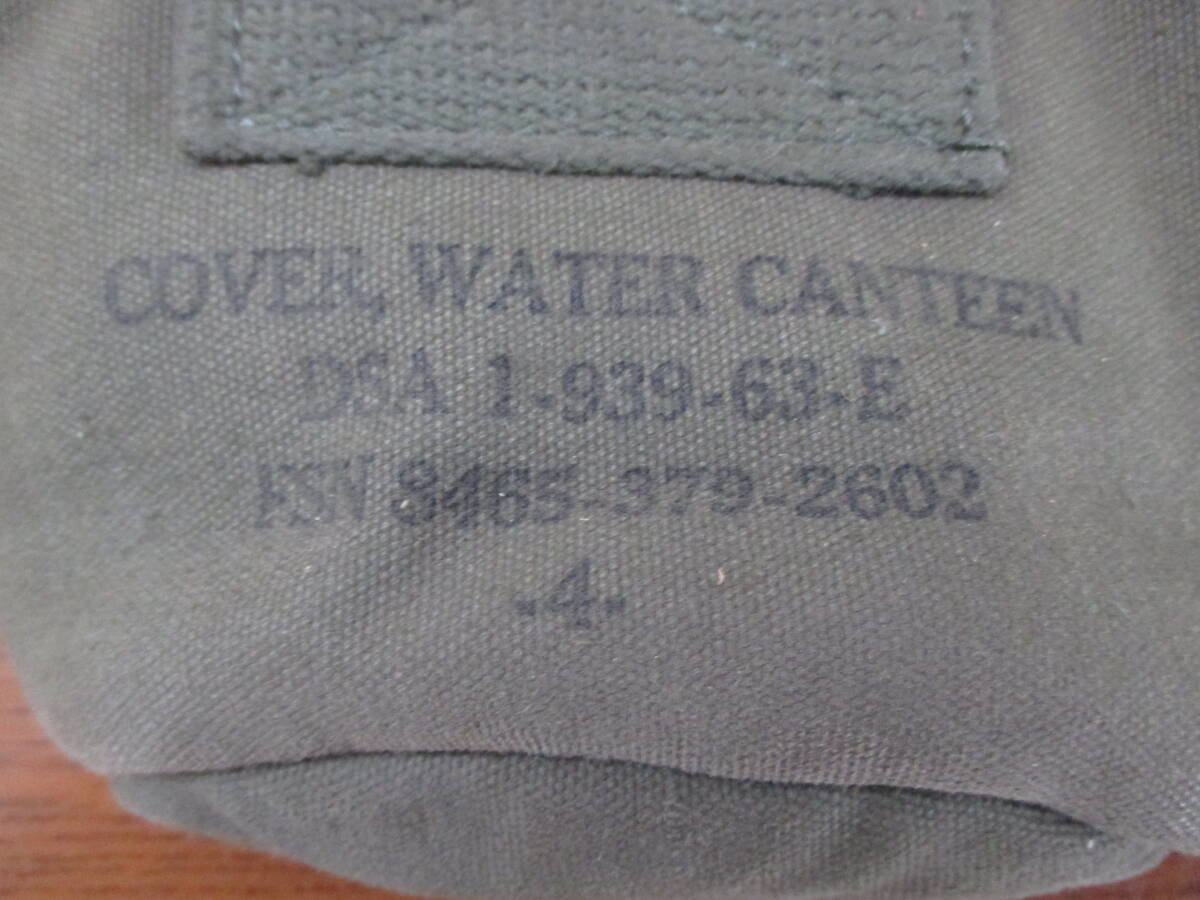 COVER, WATER CANTEEN
DSA 1-939-63-E
FSN 8465-379-2602
.4.